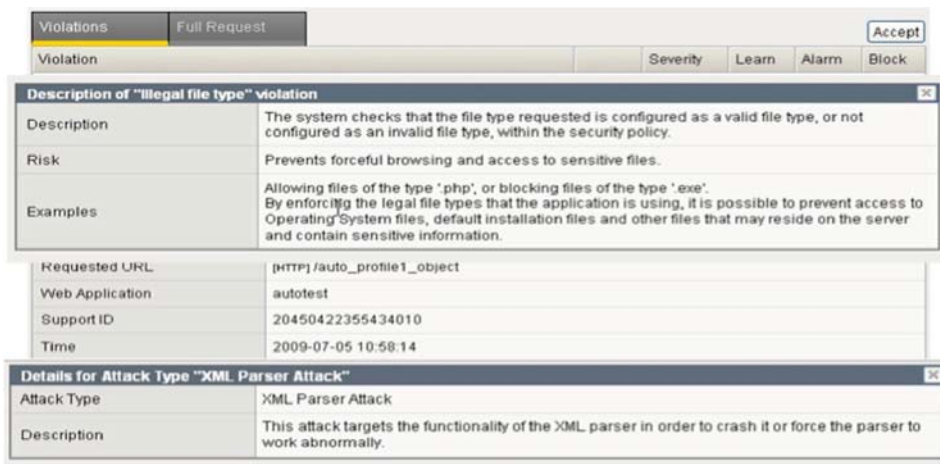 Violations Full Request
Accept
Violation Severity Learn Alarm Block
Description of "Illegal file type" violation
Description The system checks that the file type requested is configured as a valid file type, or not
configured as an invalid file type, within the security policy.
Risk Prevents forceful browsing and access to sensitive files.
Examples Allowing files of the type '.php', or blocking files of the type '.exe'.
By enforcing the legal file types that the application is using, it is possible to prevent access to
Operating System files, default installation files and other files that may reside on the server
and contain sensitive information.
Requested URL [HTTP] /auto_profile1_object
Web Application autotest
Support ID 20450422355434010
Time 2009-07-05 10:58:14
Details for Attack Type "XML Parser Attack"
Attack Type XML Parser Attack
Description This attack targets the functionality of the XML parser in order to crash it or force the parser to
work abnormally.